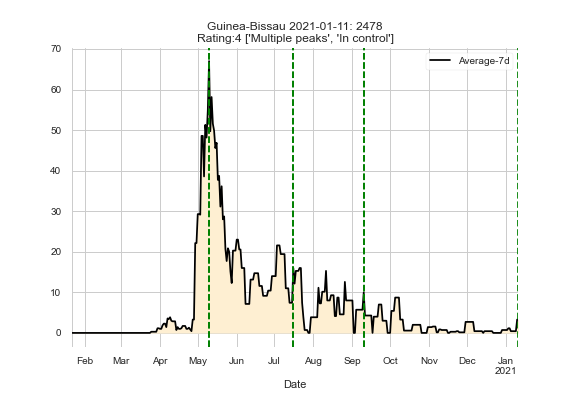 Guinea-Bissau 2021-01-11: 2478
Rating:4 ['Multiple peaks', 'In control']
Average-7d
70
60
50
40
30
20
10
0
Feb Mar Apr May Jun Jul Aug Sep Oct Nov Dec Jan
2021
Date